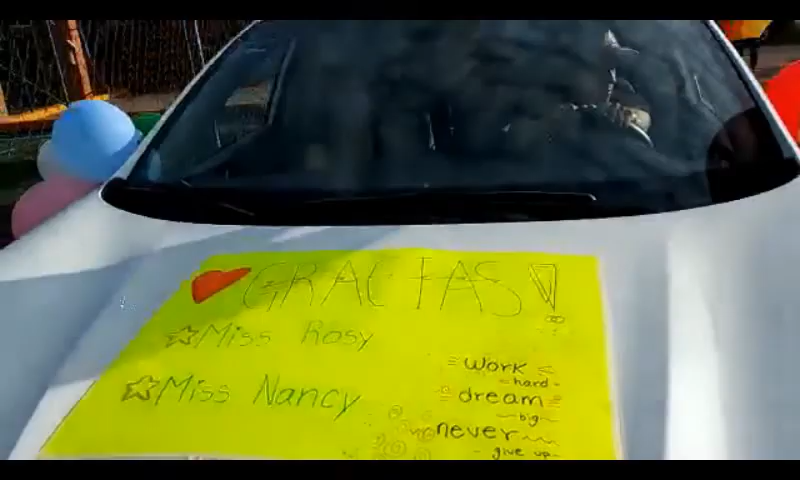 GRACIAS!
Miss Rosy
Miss Nancy
work
hard
dream
big
never
give up